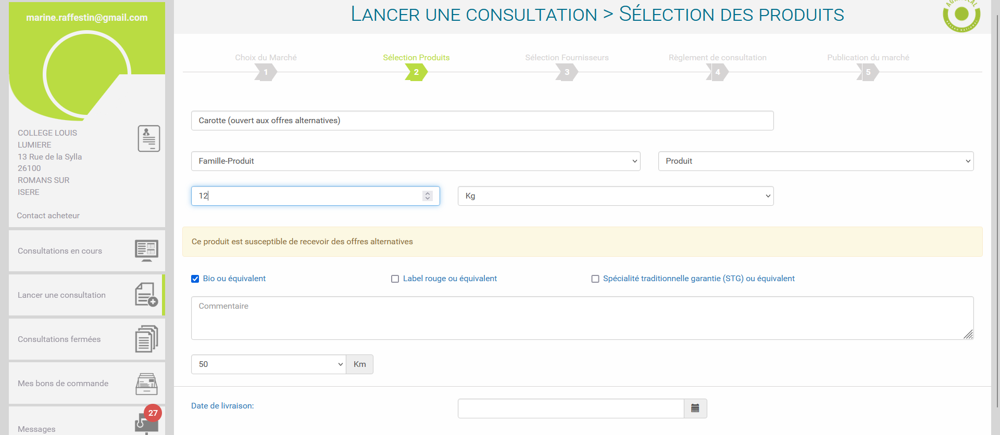 marine.raffestin@gmail.com
COLLEGE LOUIS
LUMIERE
13 Rue de la Sylla
26100
ROMANS SUR
ISERE
Contact acheteur
Consultations en cours
Lancer une consultation
Consultations fermées
Mes bons de commande
27
Messages
LANCER UNE CONSULTATION > SÉLECTION DES PRODUITS
Choix du Marché
1
Sélection Produits
2
Sélection Fournisseurs
3
Règlement de consultation
4
Publication du marché
5
Carotte (ouvert aux offres alternatives)
Famille-Produit
Produit
12
Kg
Ce produit est susceptible de recevoir des offres alternatives
Bio ou équivalent
Label rouge ou équivalent
Spécialité traditionnelle garantie (STG) ou équivalent
Commentaire
50
Km
Date de livraison: